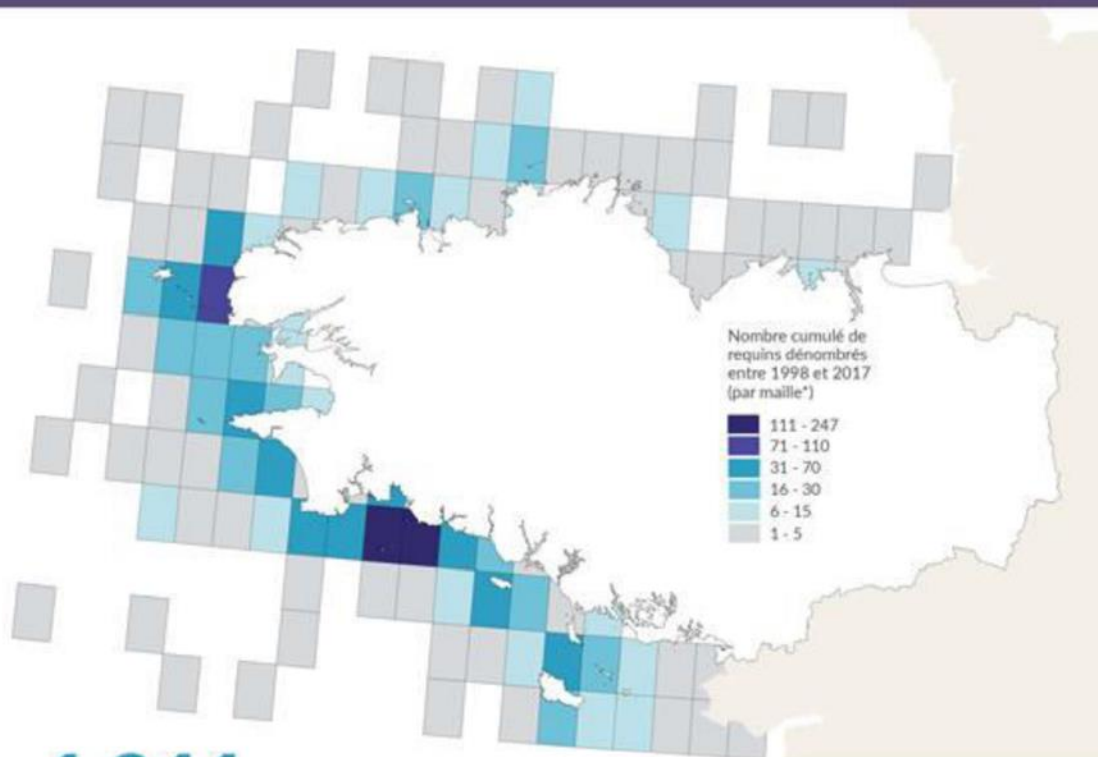 Nombre cumulé de
requins dénombrés
entre 1998 et 2017
(par maille*)
111 - 247
71 - 110
31 - 70
16 - 30
6 - 15
1 - 5